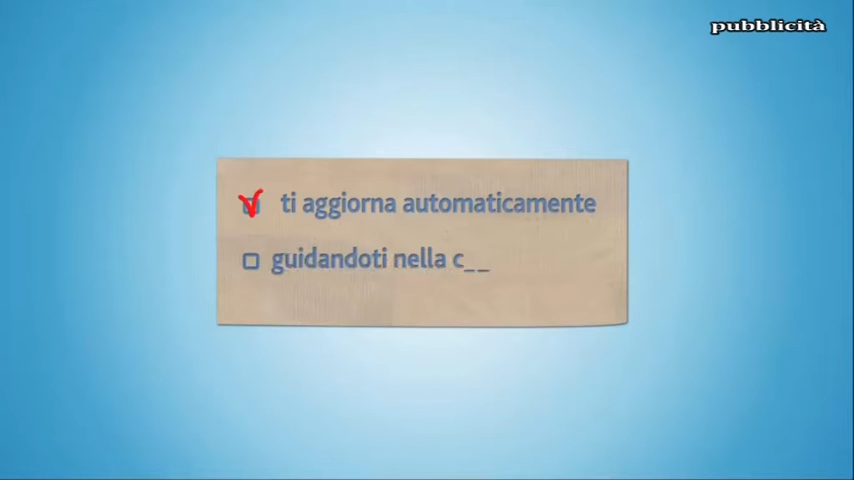 pubblicità
ti aggiorna automaticamente
guidandoti nella c__